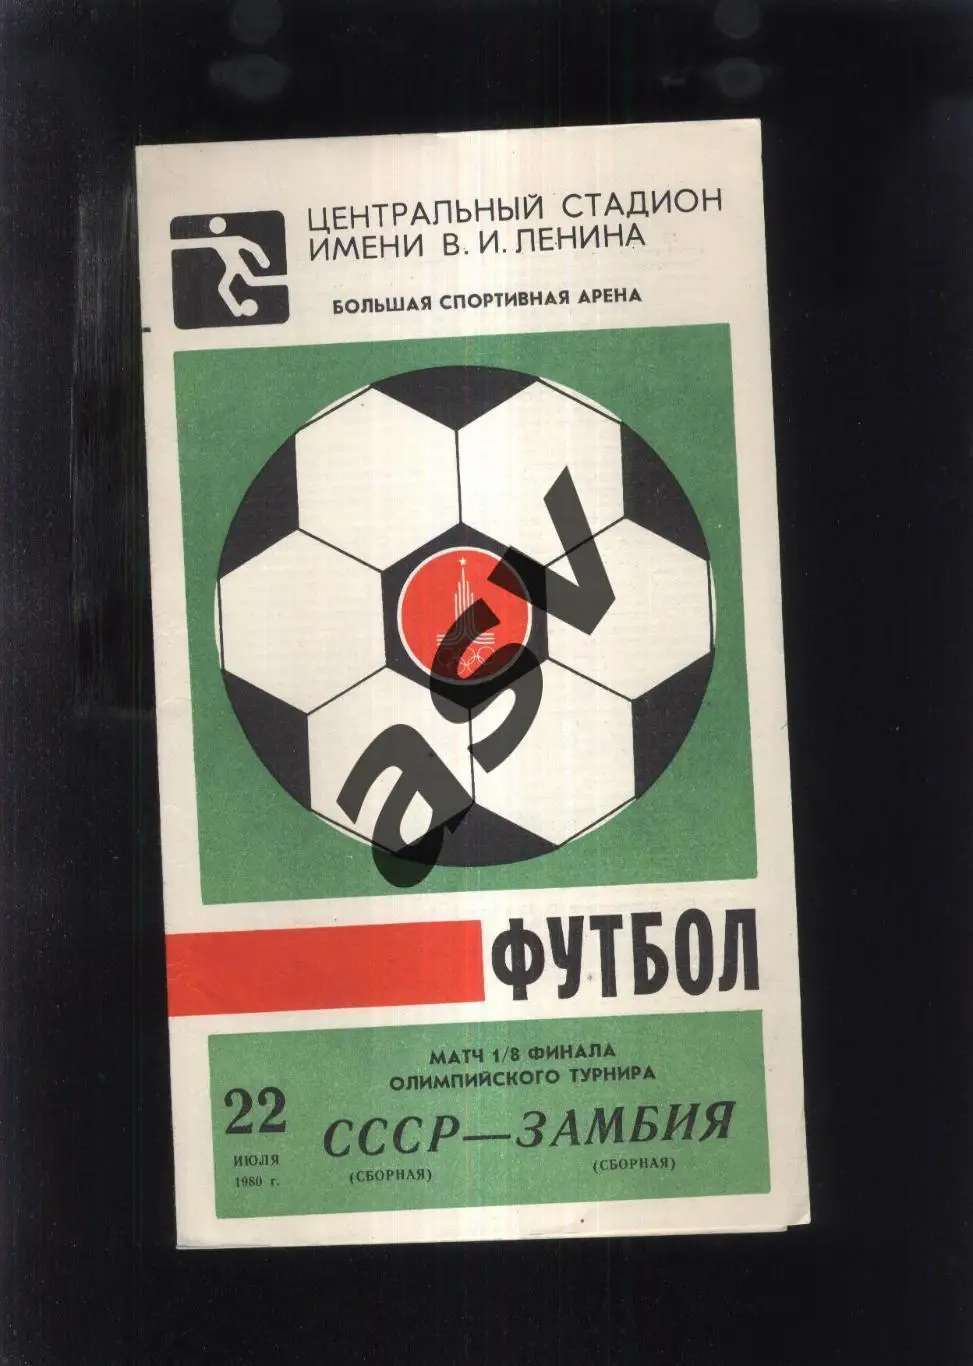 ЦЕНТРАЛЬНЫЙ СТАДИОН
ИМЕНИ В. И. ЛЕНИНА
БОЛЬШАЯ СПОРТИВНАЯ АРЕНА
asv
ФУТБОЛ
МАТЧ 1/8 ФИНАЛА
ОЛИМПИЙСКОГО ТУРНИРА
22
ИЮЛЯ
1980 г.
СССР—ЗАМБИЯ
(СБОРНАЯ) (СБОРНАЯ)